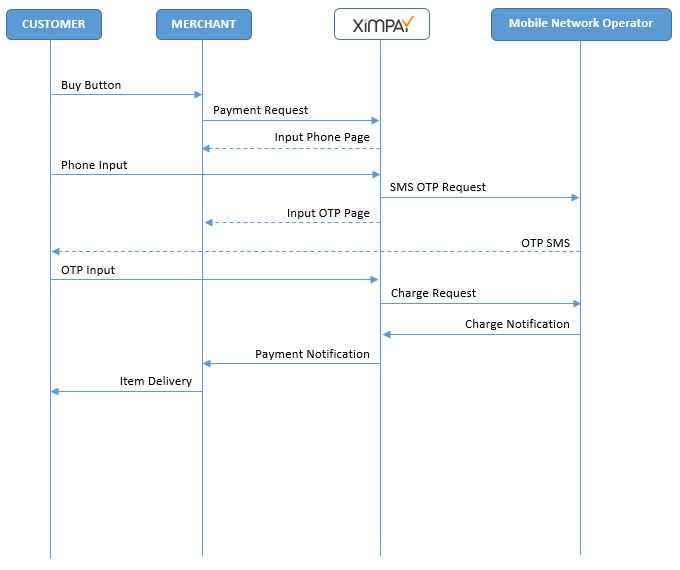 CUSTOMER
MERCHANT
XiMPAY
Mobile Network Operator
Buy Button
Payment Request
Input Phone Page
Phone Input
SMS OTP Request
Input OTP Page
OTP SMS
OTP Input
Charge Request
Charge Notification
Payment Notification
Item Delivery